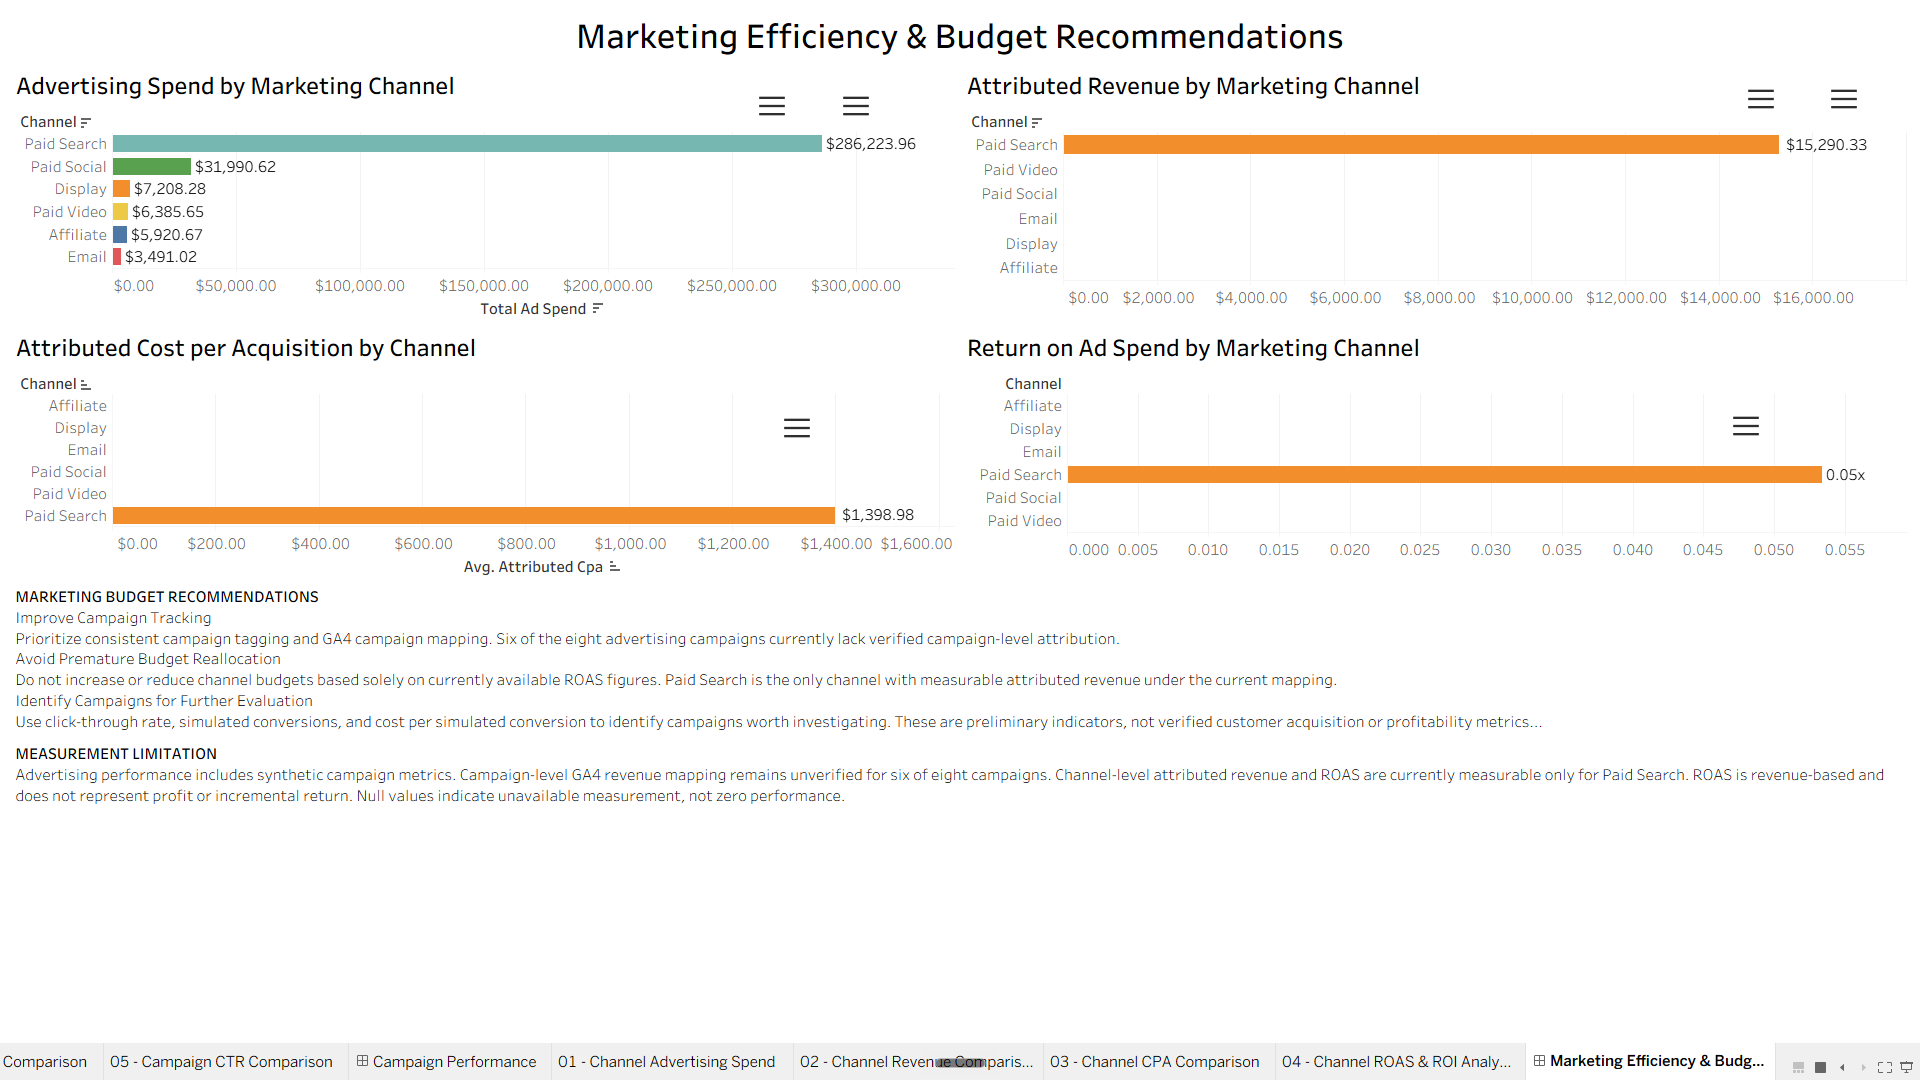 Marketing Efficiency & Budget Recommendations
Advertising Spend by Marketing Channel
Channel
Paid Search $286,223.96
Paid Social $31,990.62
Display $7,208.28
Paid Video $6,385.65
Affiliate $5,920.67
Email $3,491.02
$0.00 $50,000.00 $100,000.00 $150,000.00 $200,000.00 $250,000.00 $300,000.00
Total Ad Spend
Attributed Revenue by Marketing Channel
Channel
Paid Search $15,290.33
Paid Video
Paid Social
Email
Display
Affiliate
$0.00 $2,000.00 $4,000.00 $6,000.00 $8,000.00 $10,000.00 $12,000.00 $14,000.00 $16,000.00
Attributed Cost per Acquisition by Channel
Channel
Affiliate
Display
Email
Paid Social
Paid Video
Paid Search $1,398.98
$0.00 $200.00 $400.00 $600.00 $800.00 $1,000.00 $1,200.00 $1,400.00 $1,600.00
Avg. Attributed Cpa
Return on Ad Spend by Marketing Channel
Channel
Affiliate
Display
Email
Paid Search 0.05x
Paid Social
Paid Video
0.000 0.005 0.010 0.015 0.020 0.025 0.030 0.035 0.040 0.045 0.050 0.055
MARKETING BUDGET RECOMMENDATIONS
Improve Campaign Tracking
Prioritize consistent campaign tagging and GA4 campaign mapping. Six of the eight advertising campaigns currently lack verified campaign-level attribution.
Avoid Premature Budget Reallocation
Do not increase or reduce channel budgets based solely on currently available ROAS figures. Paid Search is the only channel with measurable attributed revenue under the current mapping.
Identify Campaigns for Further Evaluation
Use click-through rate, simulated conversions, and cost per simulated conversion to identify campaigns worth investigating. These are preliminary indicators, not verified customer acquisition or profitability metrics...
MEASUREMENT LIMITATION
Advertising performance includes synthetic campaign metrics. Campaign-level GA4 revenue mapping remains unverified for six of eight campaigns. Channel-level attributed revenue and ROAS are currently measurable only for Paid Search. ROAS is revenue-based and
does not represent profit or incremental return. Null values indicate unavailable measurement, not zero performance.
Comparison 05 - Campaign CTR Comparison Campaign Performance 01 - Channel Advertising Spend 02 - Channel Revenue Comparis... 03 - Channel CPA Comparison 04 - Channel ROAS & ROI Analy... Marketing Efficiency & Budg...